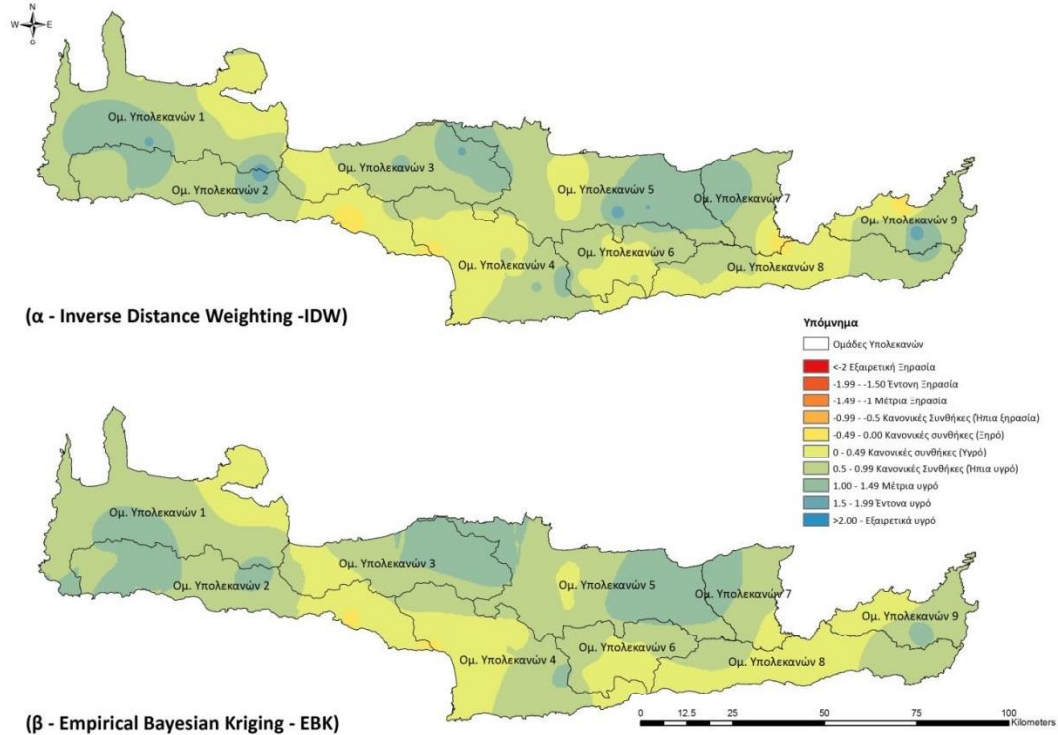 N
W E
G
Ομ. Υπολεκανών 1
Ομ. Υπολεκανών 2
Ομ. Υπολεκανών 3
Ομ. Υπολεκανών 4
Ομ. Υπολεκανών 5
Ομ. Υπολεκανών 6
Ομ. Υπολεκανών 7
Ομ. Υπολεκανών 8
Ομ. Υπολεκανών 9
(α - Inverse Distance Weighting -IDW)
Υπόμνημα
Ομάδες Υπολεκανών
<-2 Εξαιρετική Ξηρασία
-1.99 - -1.50 Έντονη Ξηρασία
-1.49 - -1 Μέτρια Ξηρασία
-0.99 - -0.5 Κανονικές Συνθήκες (Ήπια ξηρασία)
-0.49 - 0.00 Κανονικές συνθήκες (Ξηρό)
0 - 0.49 Κανονικές συνθήκες (Υγρό)
0.5 - 0.99 Κανονικές Συνθήκες (Ήπια υγρό)
1.00 - 1.49 Μέτρια υγρό
1.5 - 1.99 Έντονα υγρό
>2.00 - Εξαιρετικά υγρό
Ομ. Υπολεκανών 1
Ομ. Υπολεκανών 2
Ομ. Υπολεκανών 3
Ομ. Υπολεκανών 4
Ομ. Υπολεκανών 5
Ομ. Υπολεκανών 6
Ομ. Υπολεκανών 7
Ομ. Υπολεκανών 8
Ομ. Υπολεκανών 9
(β - Empirical Bayesian Kriging - EBK)
0 12.5 25 50 75 100
Kilometers